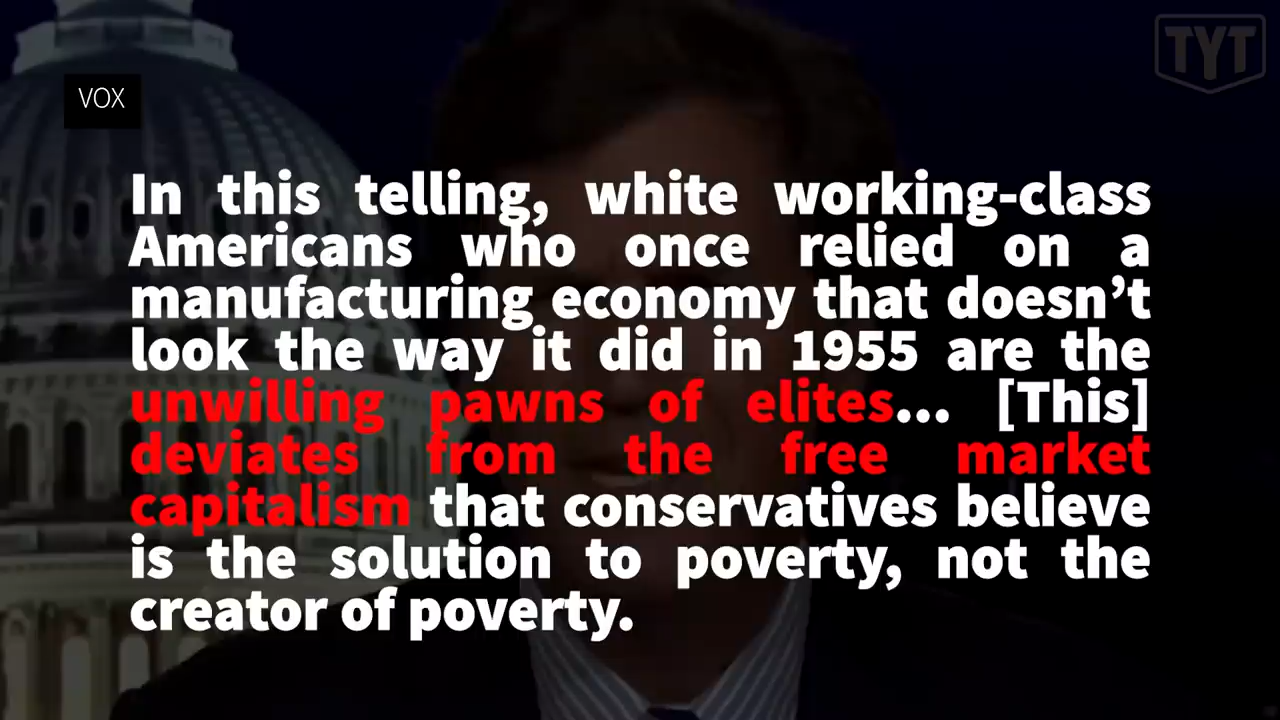 TYT
VOX
In this telling, white working-class
Americans who once relied on a
manufacturing economy that doesn’t
look the way it did in 1955 are the
unwilling pawns of elites... [This]
deviates from the free market
capitalism that conservatives believe
is the solution to poverty, not the
creator of poverty.